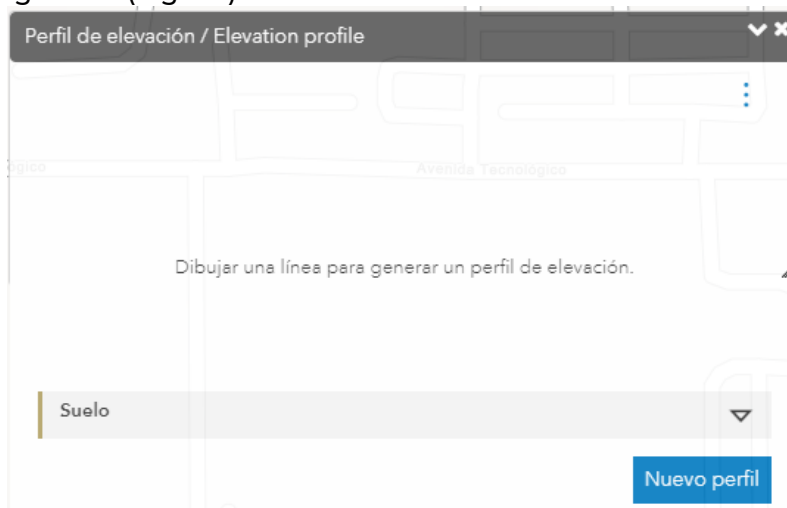 Perfil de elevación / Elevation profile
Avenida Tecnológico
Dibujar una línea para generar un perfil de elevación.
Suelo
Nuevo perfil